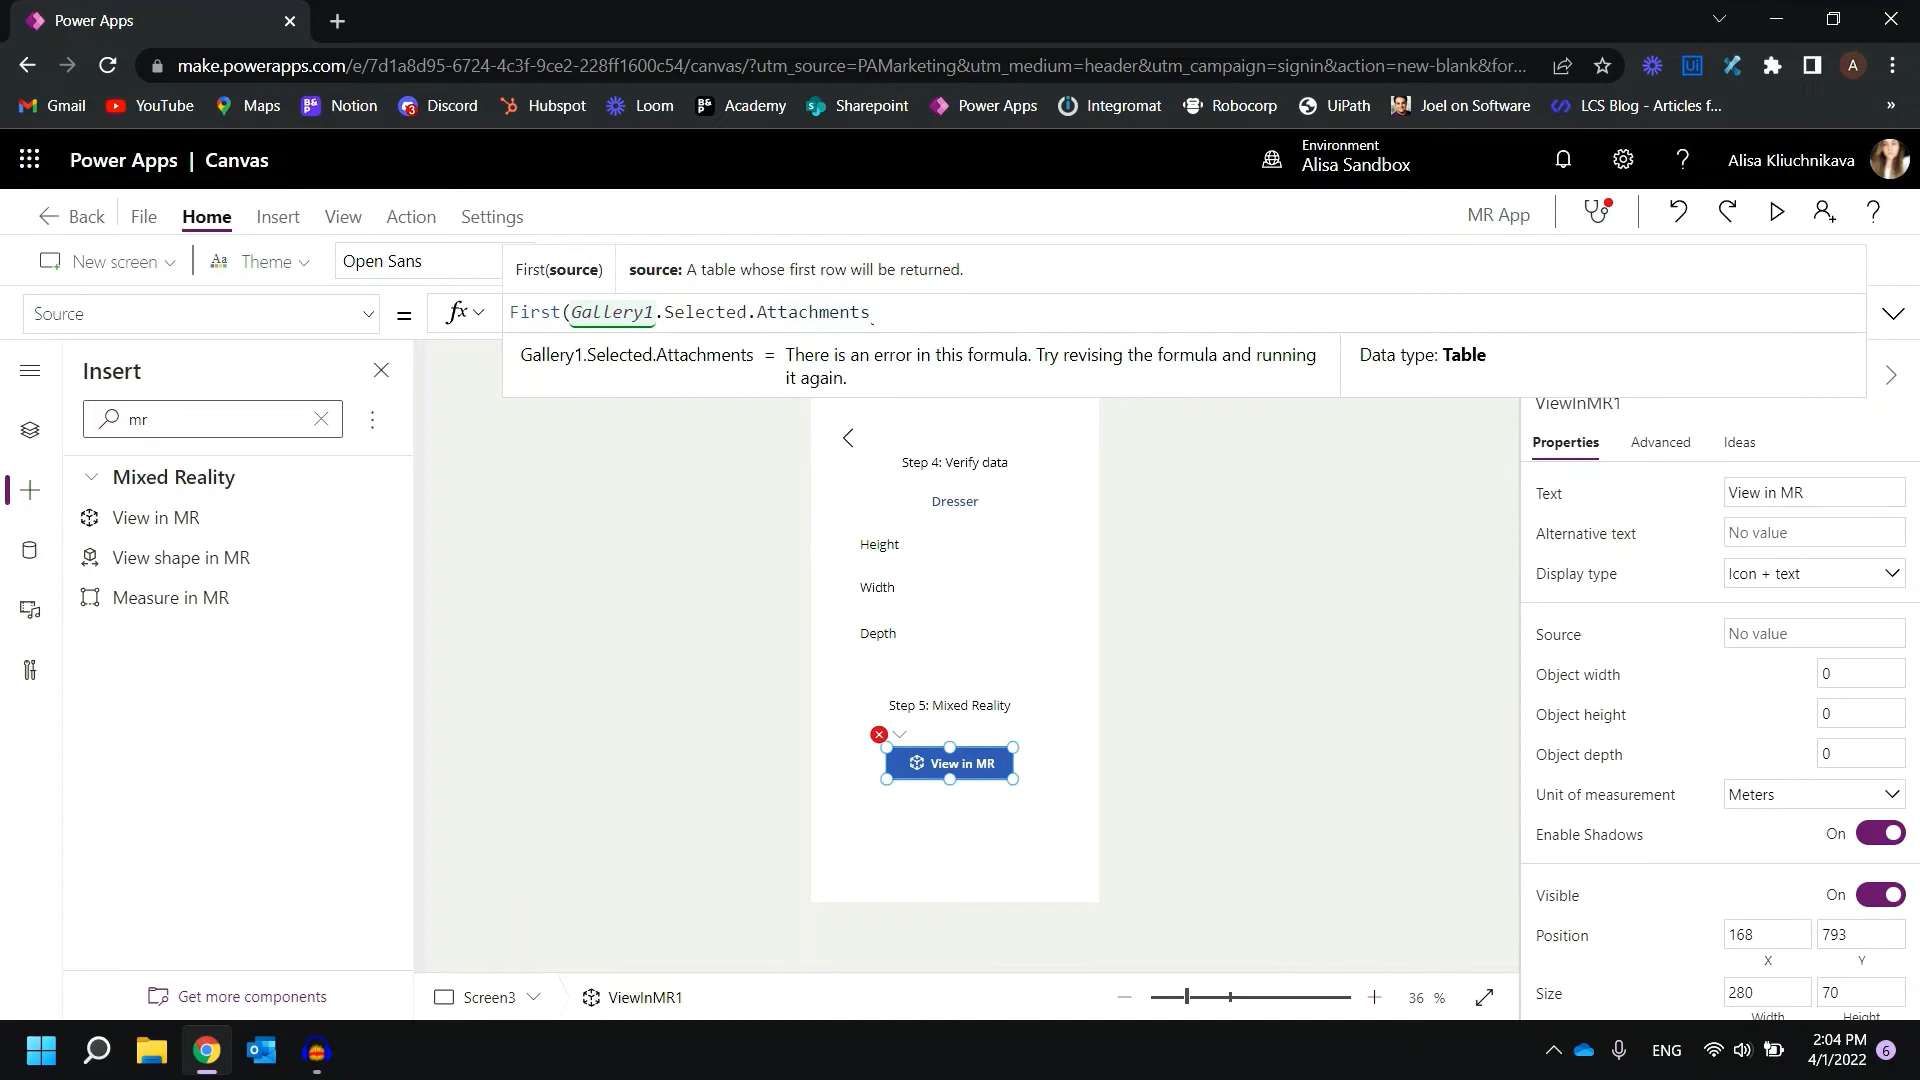 Power Apps
make.powerapps.com/e/7d1a8d95-6724-4c3f-9ce2-228ff1600c54/canvas/?utm_source=PAMarketing&utm_medium=header&utm_campaign=signin&action=new-blank&for...
A
Gmail YouTube Maps Notion Discord Hubspot Loom Academy Sharepoint Power Apps Integromat Robocorp UiPath Joel on Software LCS Blog - Articles f... »
Power Apps | Canvas
Environment
Alisa Sandbox
? Alisa Kliuchnikava
Back File Home Insert View Action Settings MR App ?
New screen Aa Theme Open Sans
First(source) source: A table whose first row will be returned.
Source = fx First(Gallery1.Selected.Attachments
Gallery1.Selected.Attachments = There is an error in this formula. Try revising the formula and running it again. Data type: Table
Insert
mr
Mixed Reality
View in MR
View shape in MR
Measure in MR
Get more components
Step 4: Verify data
Dresser
Height
Width
Depth
Step 5: Mixed Reality
View in MR
Screen3 ViewInMR1 36 %
ViewInMR1
Properties Advanced Ideas
Text View in MR
Alternative text No value
Display type Icon + text
Source No value
Object width 0
Object height 0
Object depth 0
Unit of measurement Meters
Enable Shadows On
Visible On
Position 168 793
X Y
Size 280 70
Width Height
ENG 2:04 PM
4/1/2022 6